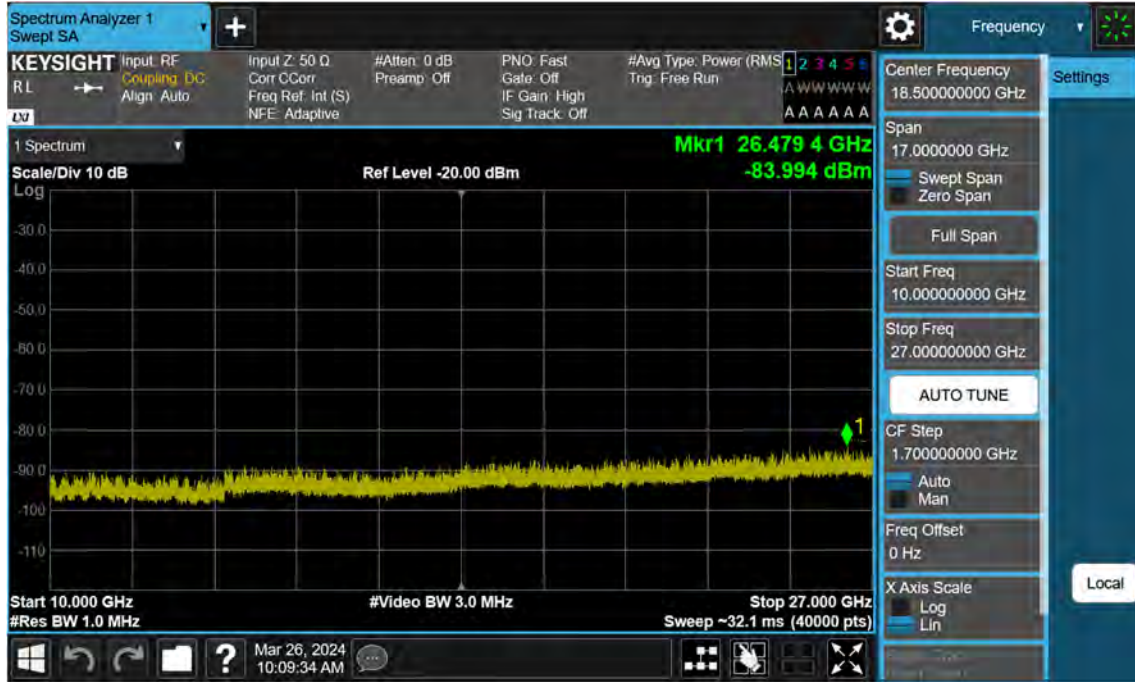 Spectrum Analyzer 1
Swept SA
+
Frequency
KEYSIGHT
RL
LXI
Input: RF
Coupling: DC
Align: Auto
Input Z: 50 Ω
Corr CCorr
Freq Ref: Int (S)
NFE: Adaptive
#Atten: 0 dB
Preamp: Off
PNO: Fast
Gate: Off
IF Gain: High
Sig Track: Off
#Avg Type: Power (RMS
Trig: Free Run
1 2 3 4 5 6
A W W W W W
A A A A A A
1 Spectrum
Scale/Div 10 dB
Ref Level -20.00 dBm
Mkr1 26.479 4 GHz
-83.994 dBm
Log
-30.0
-40.0
-50.0
-60.0
-70.0
-80.0
-90.0
-100
-110
1
Start 10.000 GHz
#Res BW 1.0 MHz
#Video BW 3.0 MHz
Stop 27.000 GHz
Sweep ~32.1 ms (40000 pts)
Center Frequency
18.500000000 GHz
Span
17.0000000 GHz
Swept Span
Zero Span
Full Span
Start Freq
10.000000000 GHz
Stop Freq
27.000000000 GHz
AUTO TUNE
CF Step
1.700000000 GHz
Auto
Man
Freq Offset
0 Hz
X Axis Scale
Log
Lin
Settings
Local
?
Mar 26, 2024
10:09:34 AM